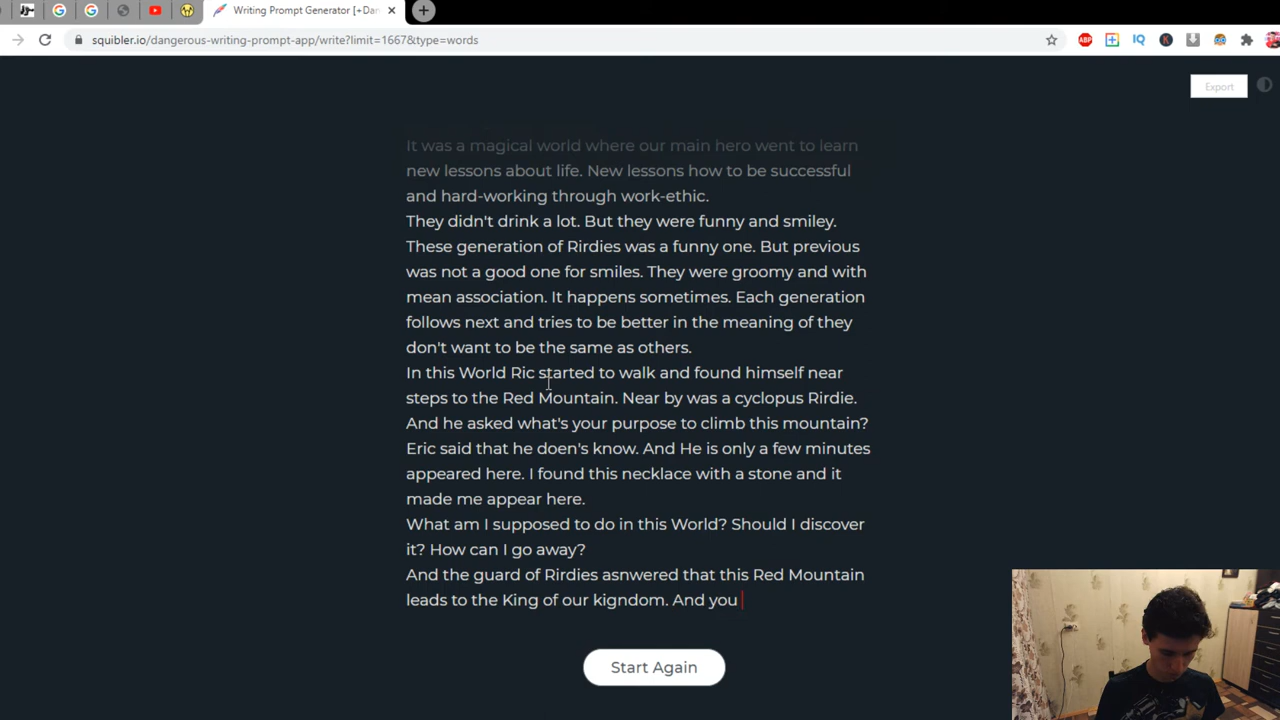 Writing Prompt Generator [+Dan
squibler.io/dangerous-writing-prompt-app/write?limit=1667&type=words
ABP
IQ
K
Export
It was a magical world where our main hero went to learn
new lessons about life. New lessons how to be successful
and hard-working through work-ethic.
They didn't drink a lot. But they were funny and smiley.
These generation of Rirdies was a funny one. But previous
was not a good one for smiles. They were groomy and with
mean association. It happens sometimes. Each generation
follows next and tries to be better in the meaning of they
don't want to be the same as others.
In this World Ric started to walk and found himself near
steps to the Red Mountain. Near by was a cyclopus Rirdie.
And he asked what's your purpose to climb this mountain?
Eric said that he doen's know. And He is only a few minutes
appeared here. I found this necklace with a stone and it
made me appear here.
What am I supposed to do in this World? Should I discover
it? How can I go away?
And the guard of Rirdies asnwered that this Red Mountain
leads to the King of our kigndom. And you
Start Again